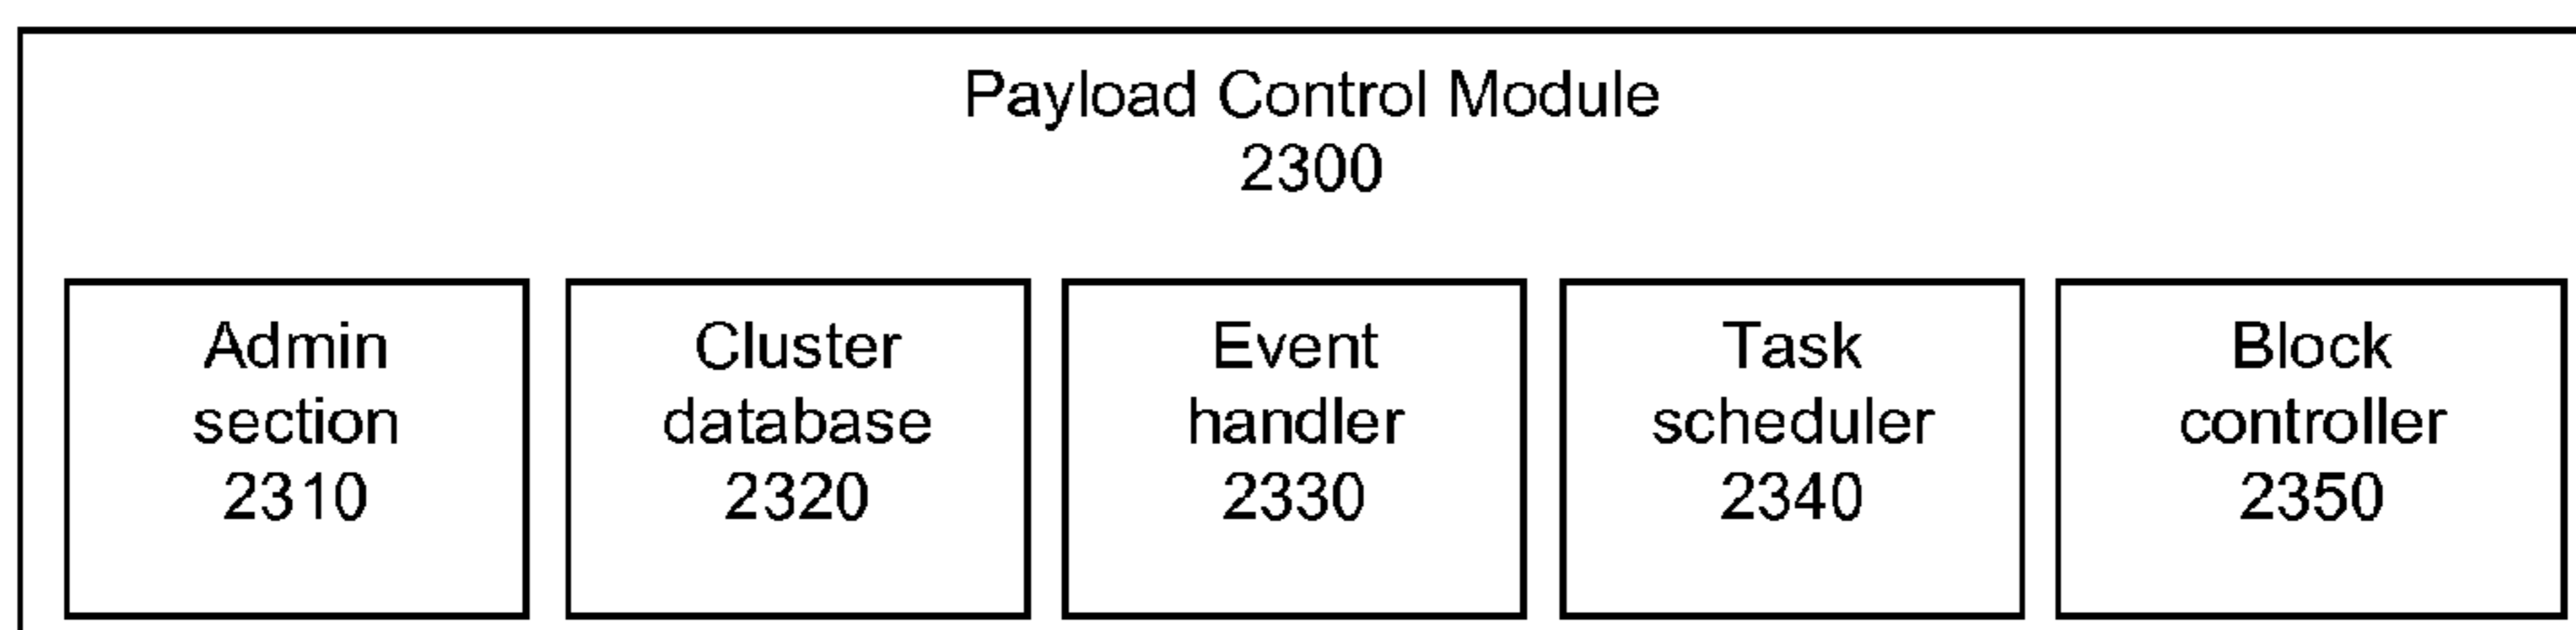 Payload Control Module
2300
Admin
section
2310
Cluster
database
2320
Event
handler
2330
Task
scheduler
2340
Block
controller
2350